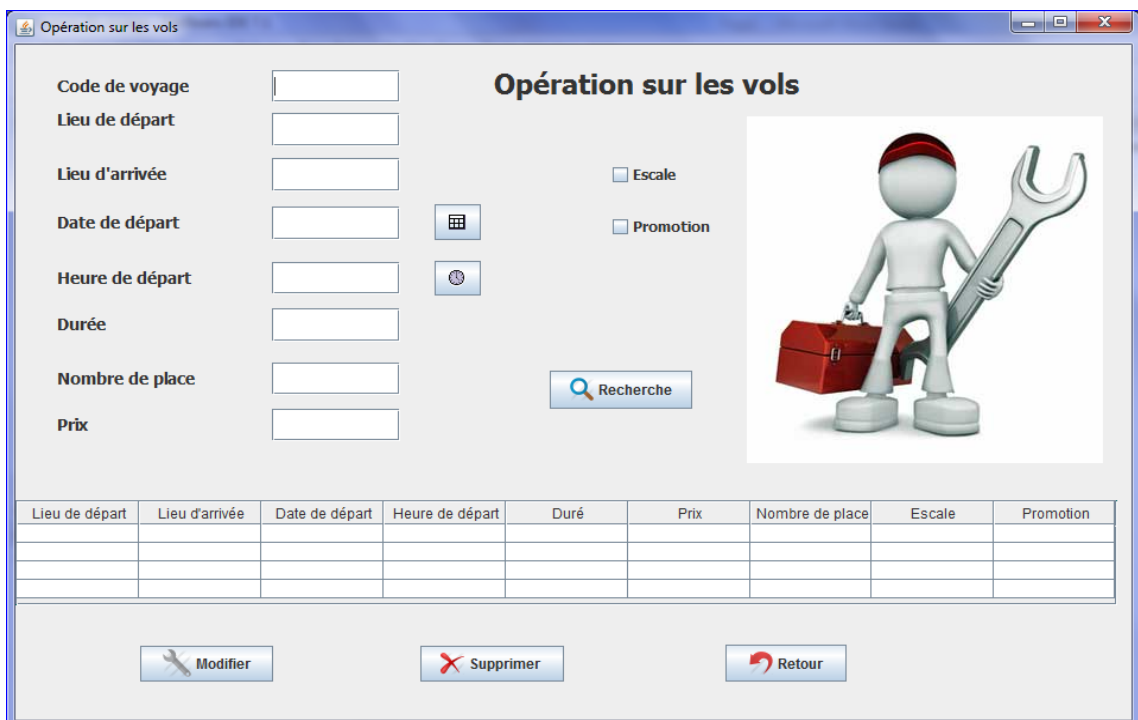 Opération sur les vols
Code de voyage
Opération sur les vols
Lieu de départ
Lieu d'arrivée
Escale
Date de départ
Promotion
Heure de départ
Durée
Nombre de place
Recherche
Prix
Lieu de départ Lieu d'arrivée Date de départ Heure de départ Duré Prix Nombre de place Escale Promotion
Modifier Supprimer Retour